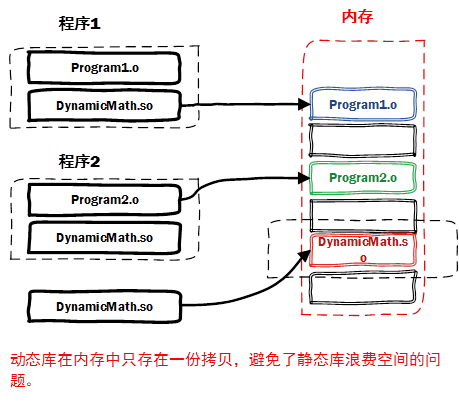 程序1
Program1.o
DynamicMath.so
程序2
Program2.o
DynamicMath.so
DynamicMath.so
内存
Program1.o
Program2.o
DynamicMath.s
o
动态库在内存中只存在一份拷贝，避免了静态库浪费空间的问
题。